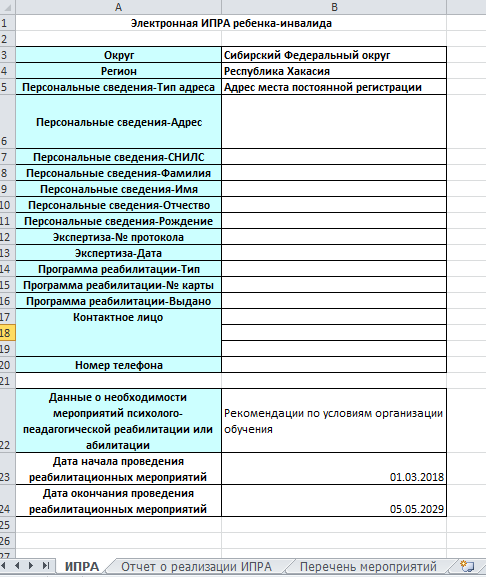 A B
1 Электронная ИПРА ребенка-инвалида
2
3 Округ Сибирский Федеральный округ
4 Регион Республика Хакасия
5 Персональные сведения-Тип адреса Адрес места постоянной регистрации
6 Персональные сведения-Адрес
7 Персональные сведения-СНИЛС
8 Персональные сведения-Фамилия
9 Персональные сведения-Имя
10 Персональные сведения-Отчество
11 Персональные сведения-Рождение
12 Экспертиза-№ протокола
13 Экспертиза-Дата
14 Программа реабилитации-Тип
15 Программа реабилитации-№ карты
16 Программа реабилитации-Выдано
17 Контактное лицо
18
19
20 Номер телефона
21
Данные о необходимости
мероприятий психолого-
пеадагогической реабилитации или
22 абилитации
Рекомендации по условиям организации
обучения
Дата начала проведения
23 реабилитационных мероприятий 01.03.2018
Дата окончания проведения
24 реабилитационных мероприятий 05.05.2029
25
26
27
ИПРА Отчет о реализации ИПРА Перечень мероприятий